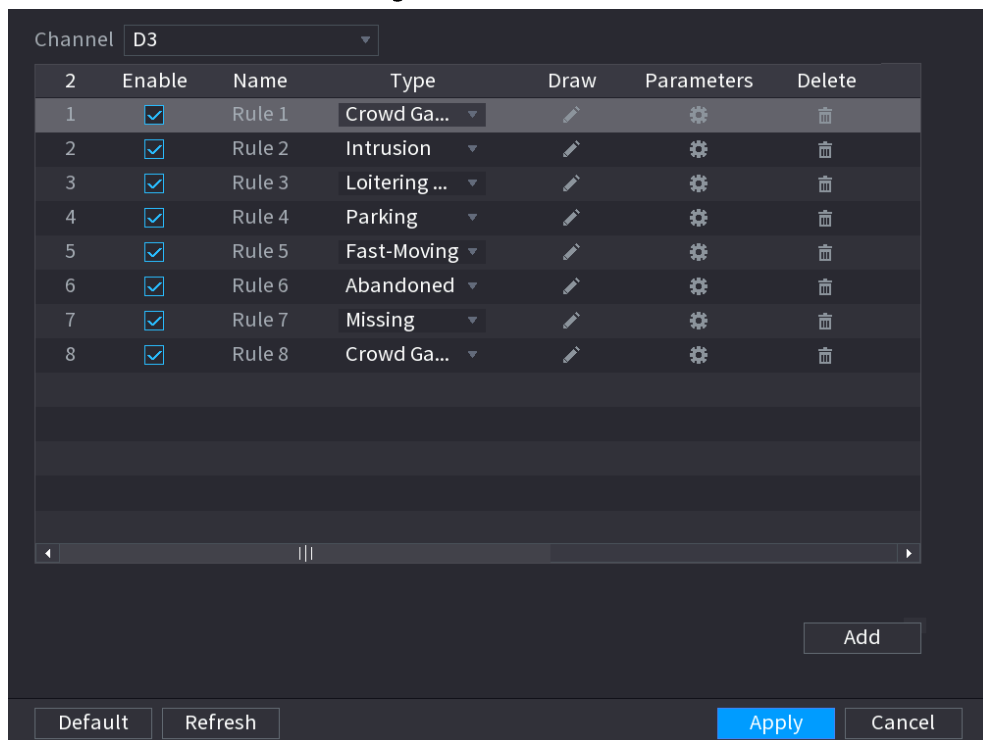 Channel D3
2 Enable Name Type Draw Parameters Delete
1 Rule 1 Crowd Ga...
2 Rule 2 Intrusion
3 Rule 3 Loitering ...
4 Rule 4 Parking
5 Rule 5 Fast-Moving
6 Rule 6 Abandoned
7 Rule 7 Missing
8 Rule 8 Crowd Ga...
Add
Default Refresh Apply Cancel